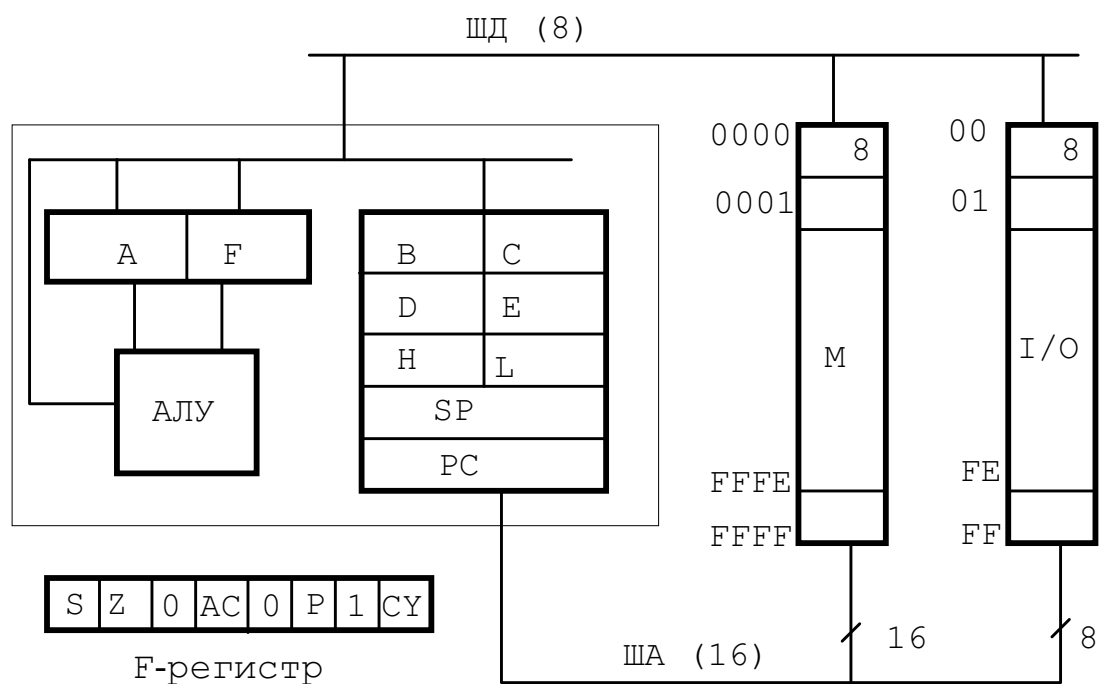 ШД (8)
0000
8
00
8
0001
01
A
F
B
C
D
E
H
L
M
I/O
АЛУ
SP
PC
FFFE
FE
FFFF
FF
S Z 0 AC 0 P 1 CY
F-регистр
ША (16)
16
8